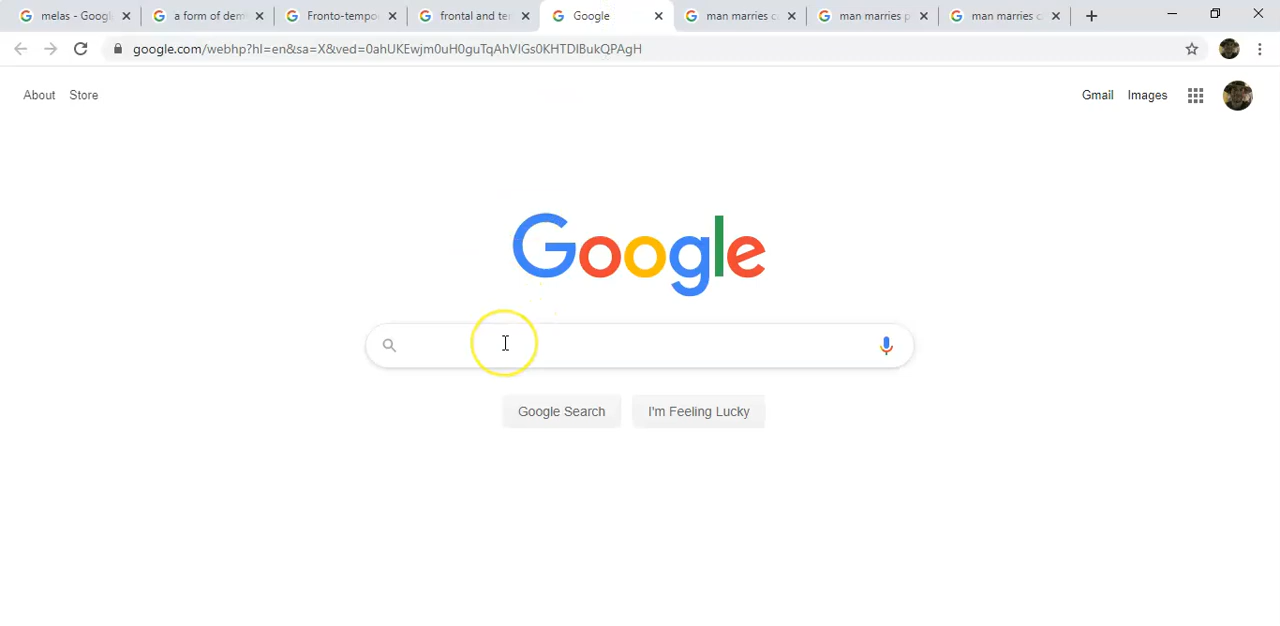 melas - Googl
a form of dem
Fronto-tempo
frontal and te
Google
man marries c
man marries p
man marries c
google.com/webhp?hl=en&sa=X&ved=0ahUKEwjm0uH0guTqAhVIGs0KHTDlBukQPAgH
About Store Gmail Images
Google
Google Search I'm Feeling Lucky